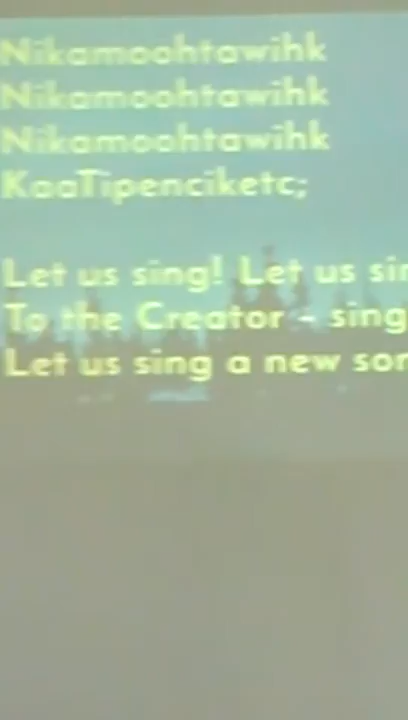 Nikamoohtawihk
Nikamoohtawihk
Nikamoohtawihk
KaaTipenciketc;
Let us sing! Let us
To the Creator - sing
Let us sing a new